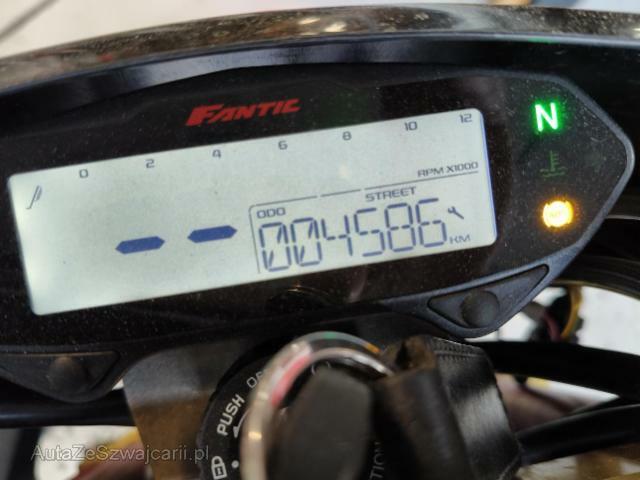 FANTIC
0 2 4 6 8 10 12
RPM X1000
STREET
ODO
-- 004586 KM
N
PUSH
AutaZeSzwajcarii.pl